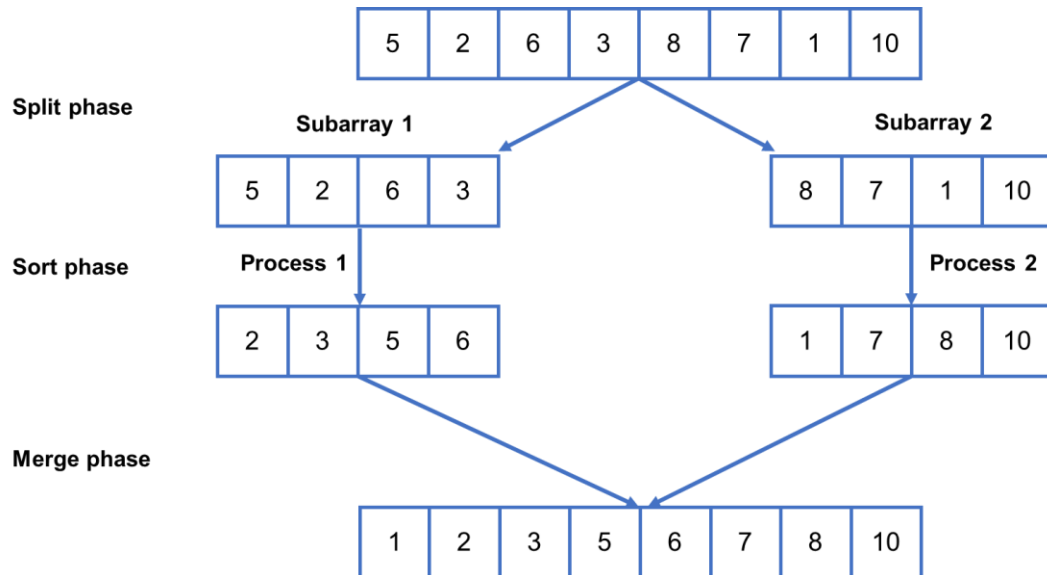 5 2 6 3 8 7 1 10
Split phase
Subarray 1 Subarray 2
5 2 6 3 8 7 1 10
Sort phase Process 1 Process 2
2 3 5 6 1 7 8 10
Merge phase
1 2 3 5 6 7 8 10